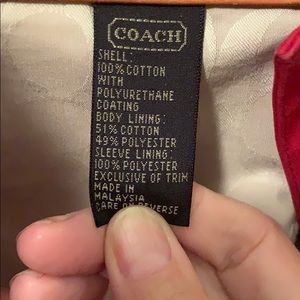 COACH
SHELL:
100% COTTON
WITH
POLYURETHANE
COATING
BODY LINING:
51% COTTON
49% POLYESTER
SLEEVE LINING:
100% POLYESTER
EXCLUSIVE OF TRIM
MADE IN
MALAYSIA
CARE ON REVERSE